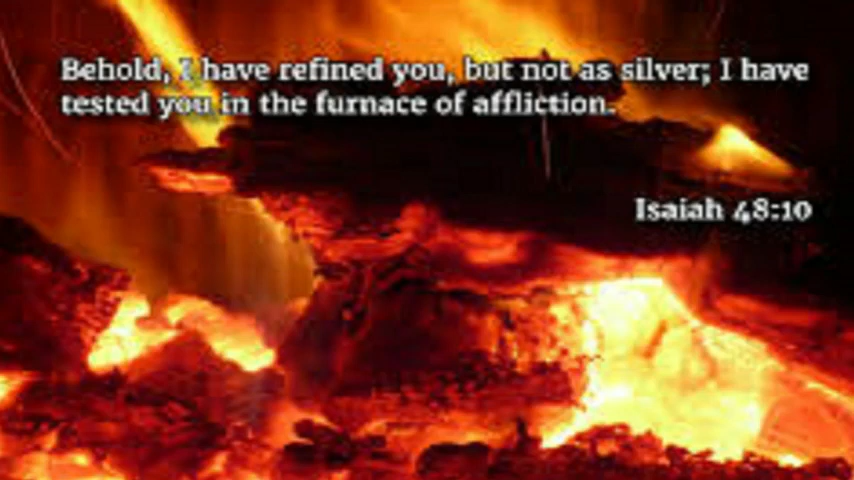 Behold, I have refined you, but not as silver; I have
tested you in the furnace of affliction.
Isaiah 48:10